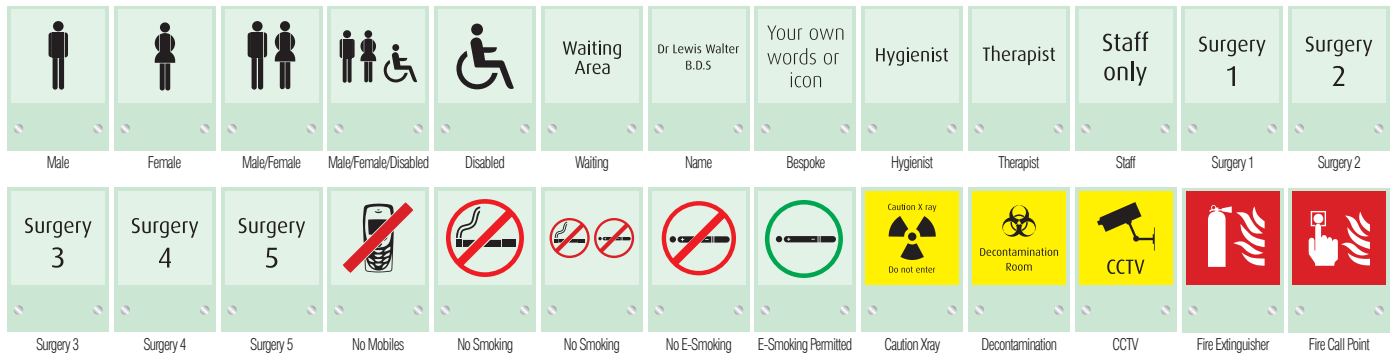 Waiting
Area
Dr Lewis Walter
B.D.S
Your own
words or
icon
Hygienist
Therapist
Staff
only
Surgery
1
Surgery
2
Male
Female
Male/Female
Male/Female/Disabled
Disabled
Waiting
Name
Bespoke
Hygienist
Therapist
Staff
Surgery 1
Surgery 2
Surgery
3
Surgery
4
Surgery
5
Caution X ray
Do not enter
Decontamination
Room
CCTV
Surgery 3
Surgery 4
Surgery 5
No Mobiles
No Smoking
No Smoking
No E-Smoking
E-Smoking Permitted
Caution Xray
Decontamination
CCTV
Fire Extinguisher
Fire Call Point